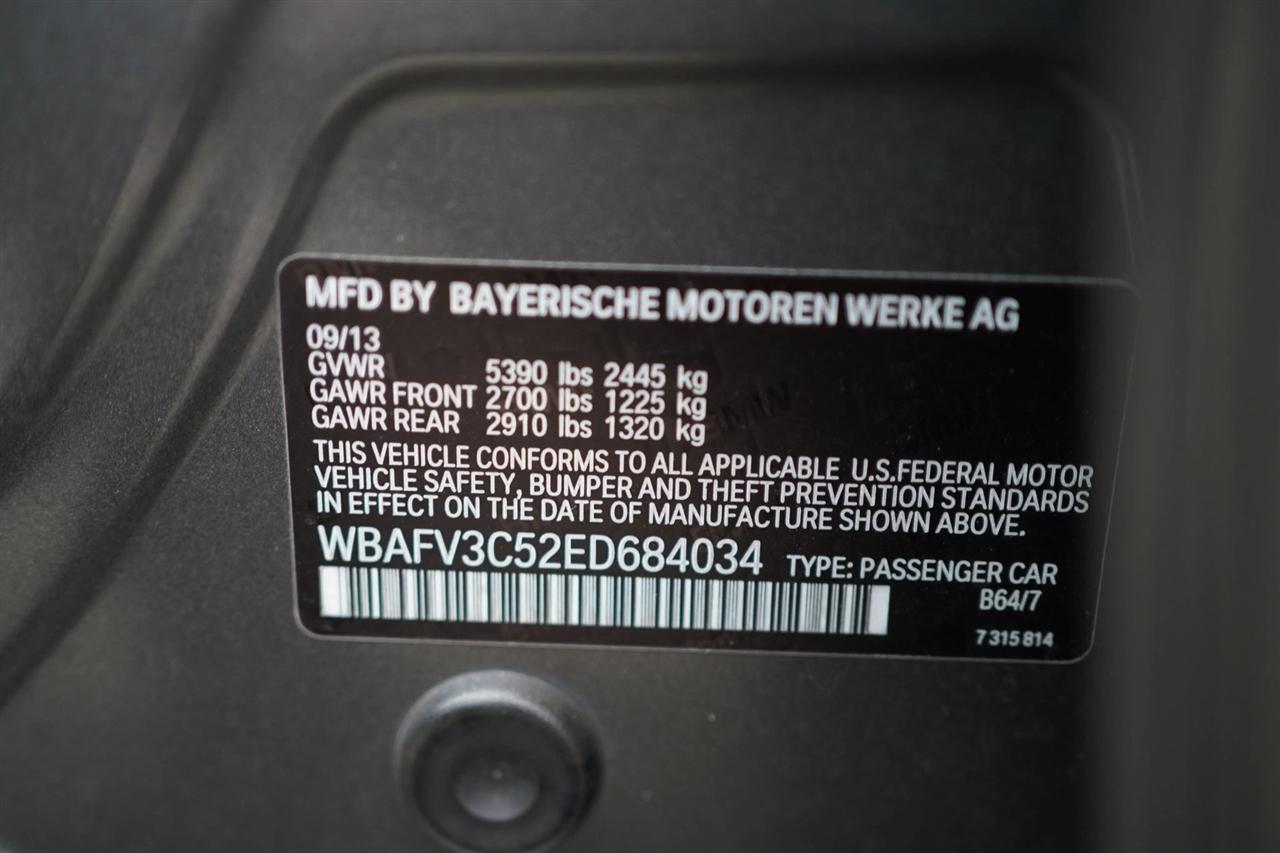 MFD BY BAYERISCHE MOTOREN WERKE AG
09/13
GVWR 5390 lbs 2445 kg
GAWR FRONT 2700 lbs 1225 kg
GAWR REAR 2910 lbs 1320 kg
THIS VEHICLE CONFORMS TO ALL APPLICABLE U.S.FEDERAL MOTOR
VEHICLE SAFETY, BUMPER AND THEFT PREVENTION STANDARDS
IN EFFECT ON THE DATE OF MANUFACTURE SHOWN ABOVE.
WBAFV3C52ED684034 TYPE: PASSENGER CAR
B64/7
7 315 814